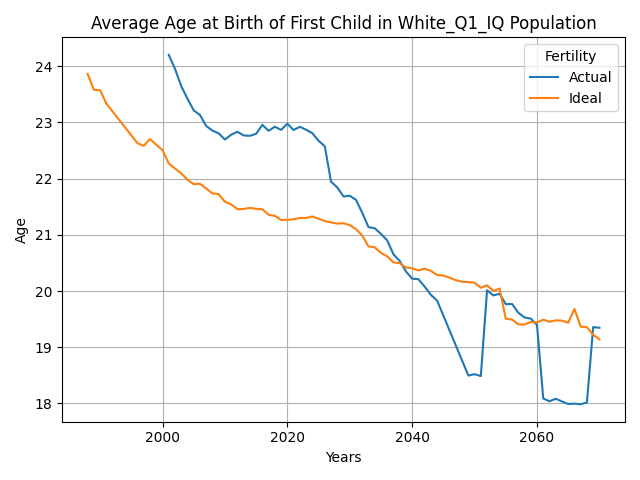 Average Age at Birth of First Child in White_Q1_IQ Population
Fertility
Actual
Ideal
Age
24
23
22
21
20
19
18
2000
2020
2040
2060
Years